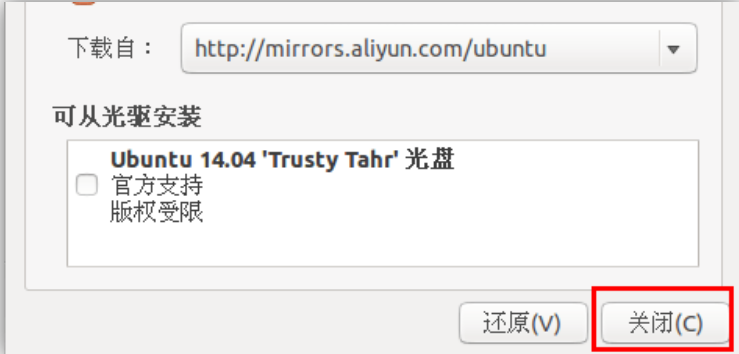 下载自：
http://mirrors.aliyun.com/ubuntu
可从光驱安装
Ubuntu 14.04 'Trusty Tahr' 光盘
官方支持
版权受限
还原(V)
关闭(C)